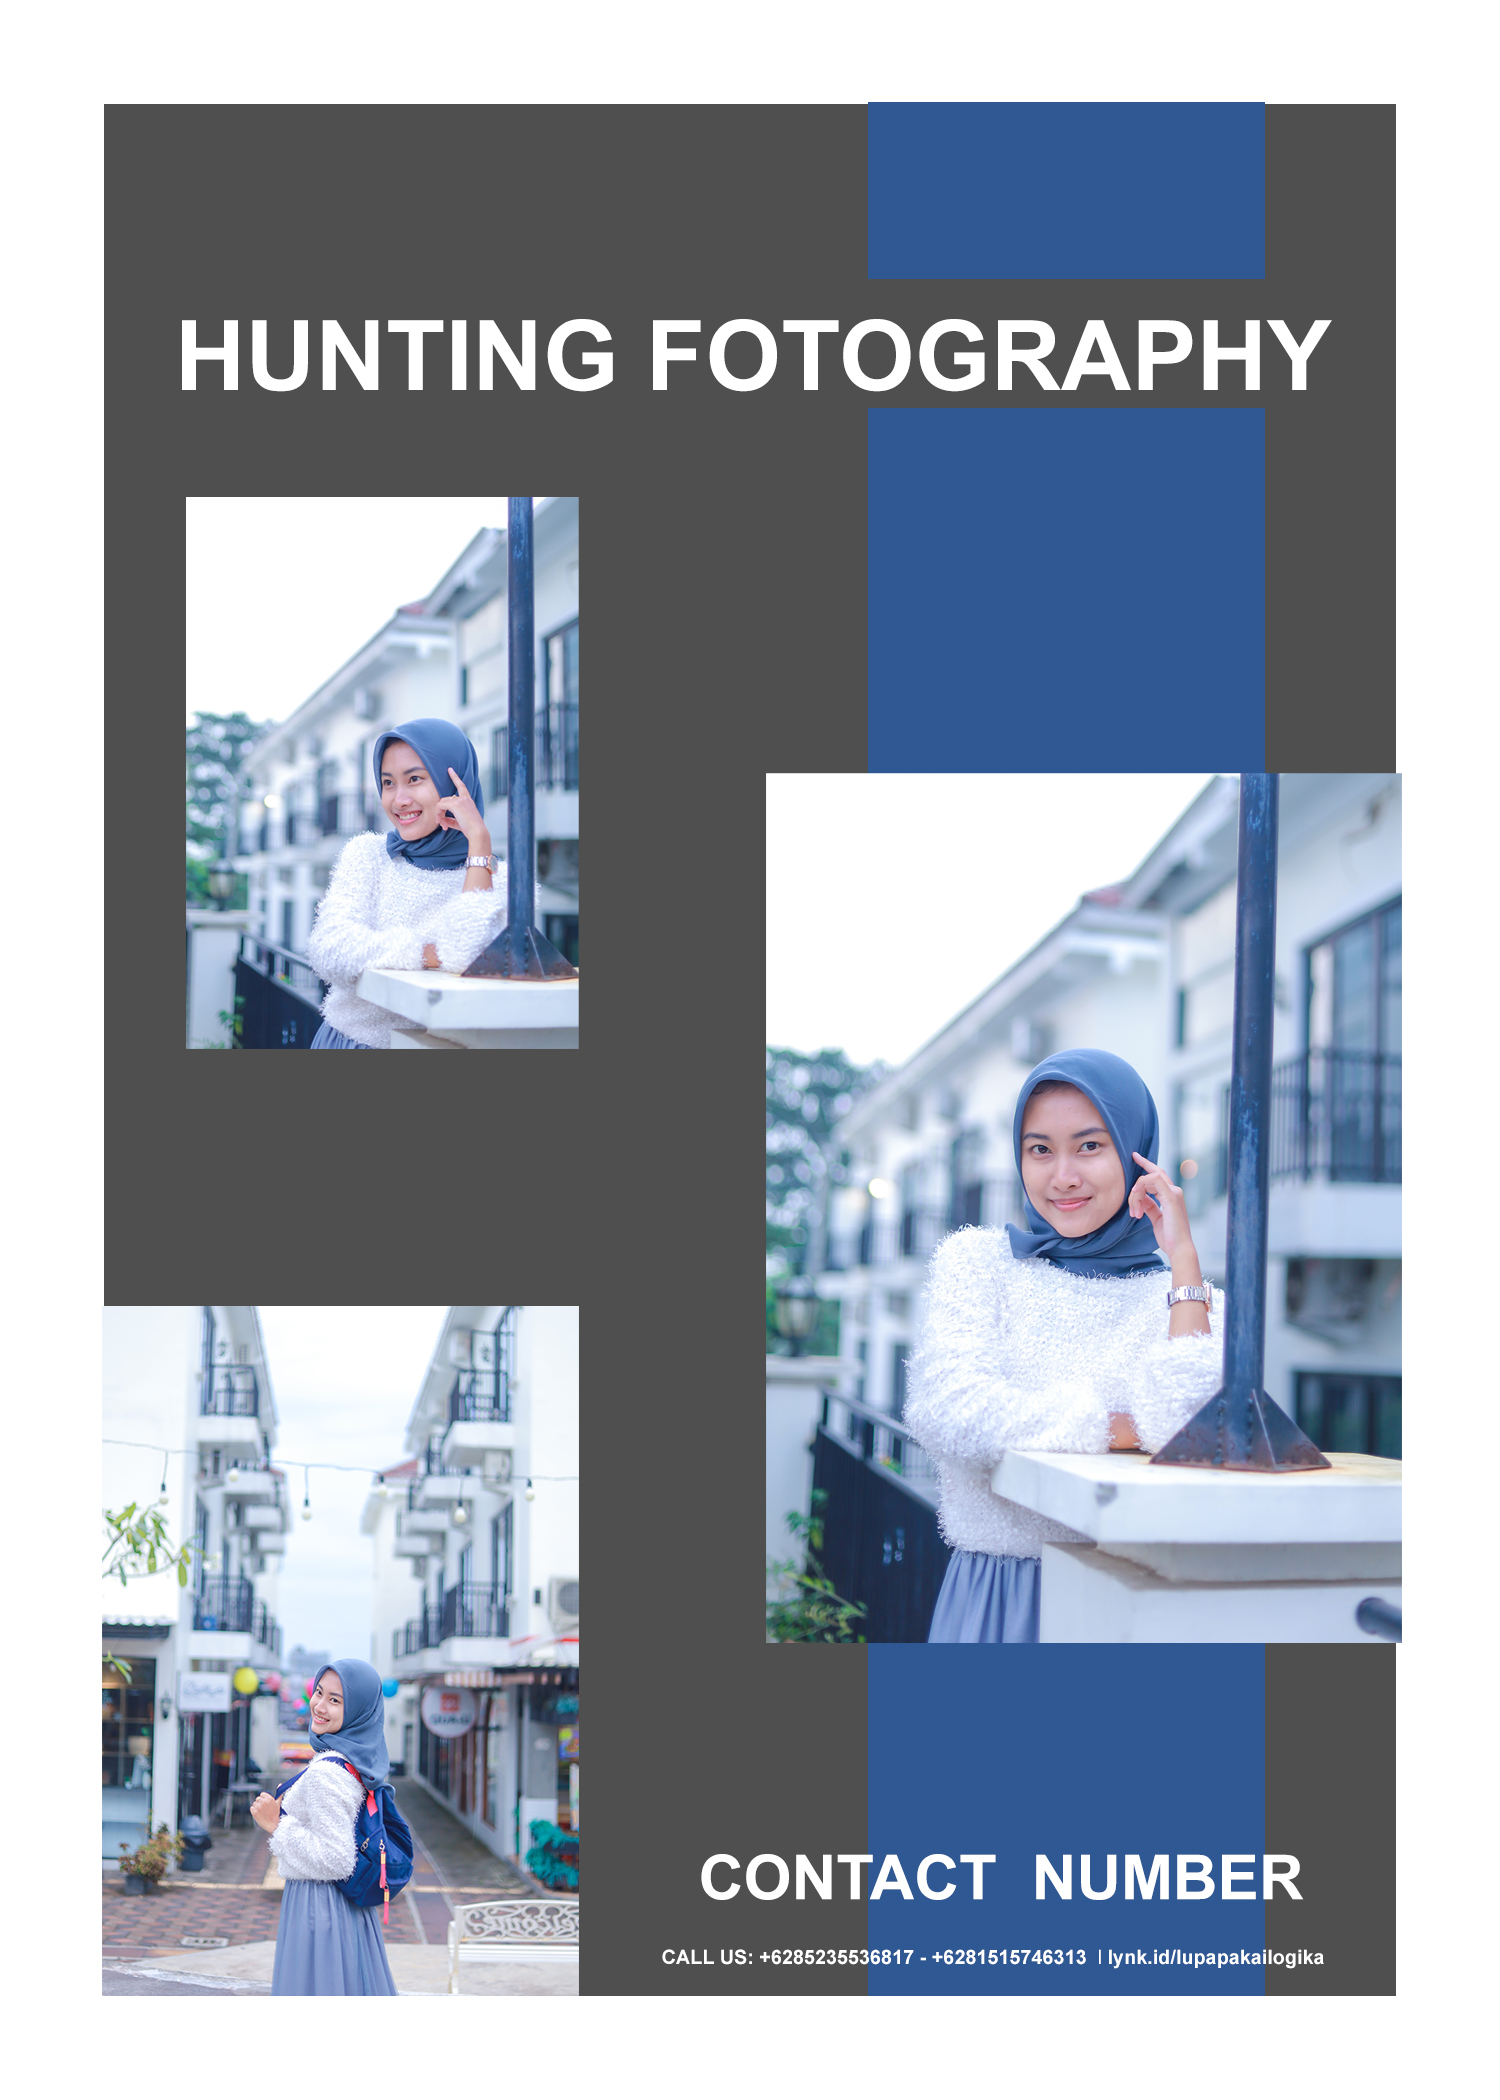 HUNTING FOTOGRAPHY
CONTACT NUMBER
CALL US: +6285235536817 - +6281515746313 | lynk.id/lupapakailogika